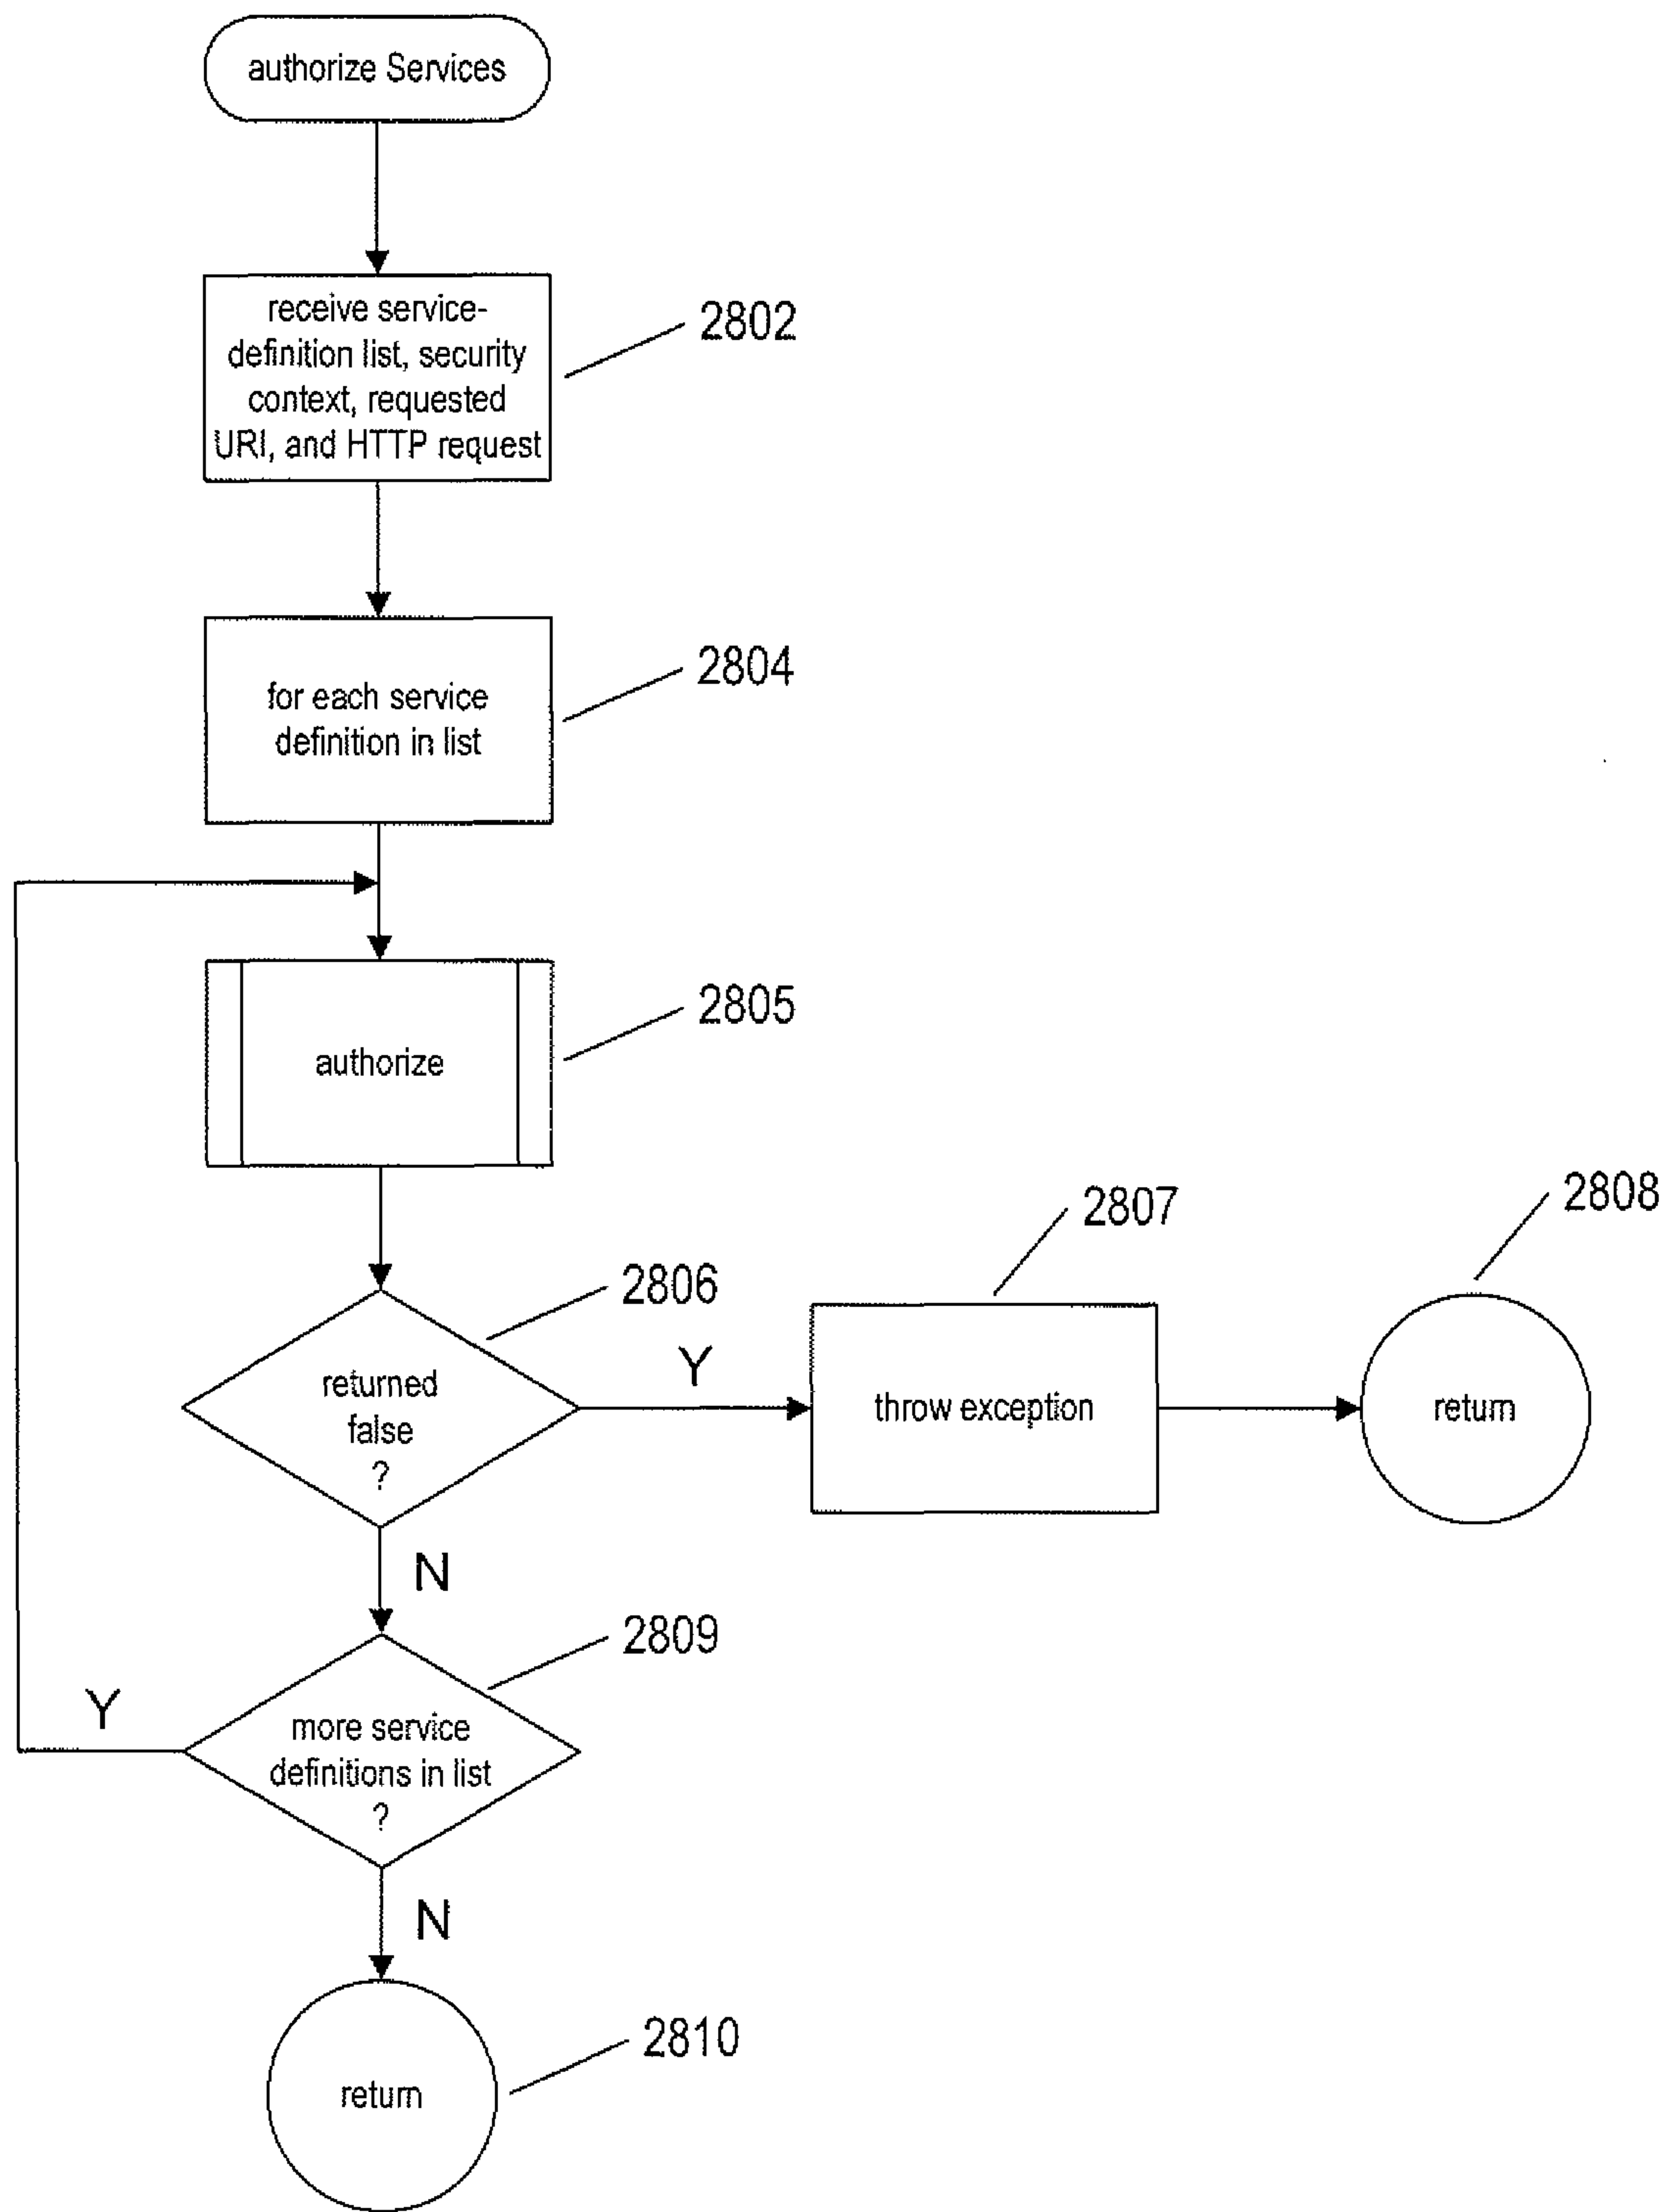 authorize Services
receive service-
definition list, security
context, requested
URI, and HTTP request
2802
for each service
definition in list
2804
authorize
2805
returned
false
?
2806
Y
throw exception
2807
return
2808
N
more service
definitions in list
?
2809
Y
N
return
2810